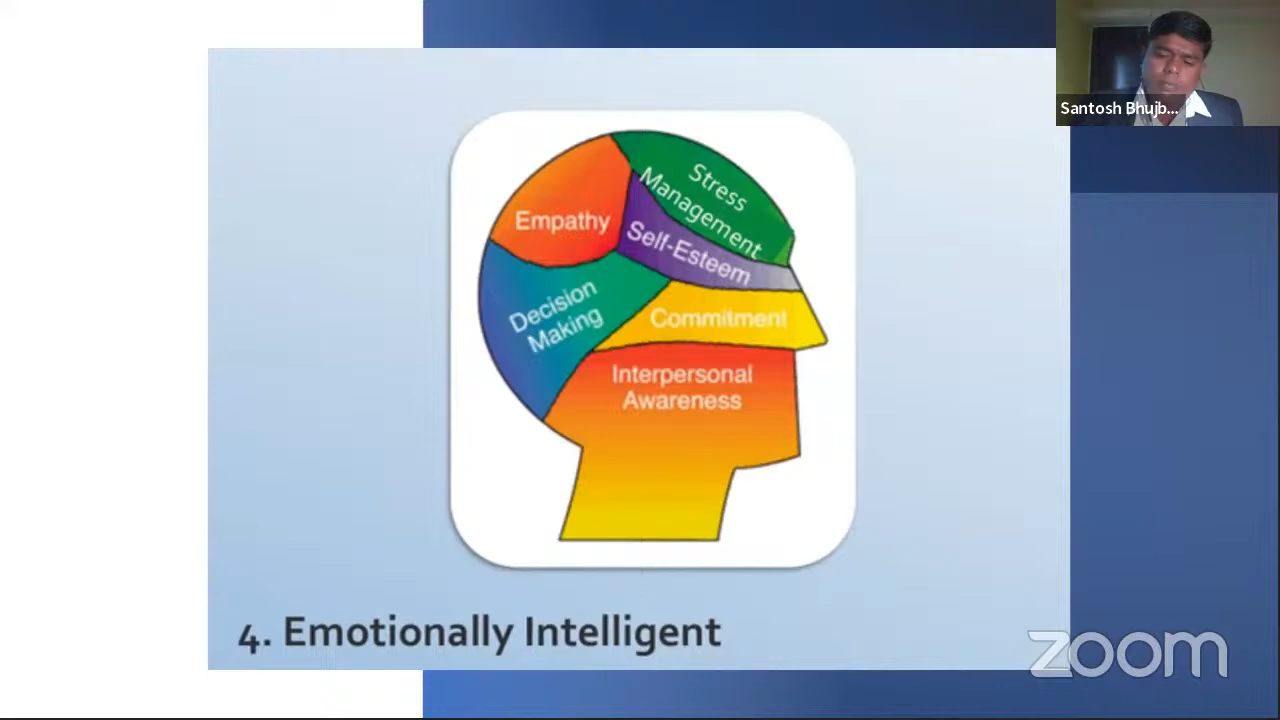 Santosh Bhujb...
Stress
Management
Empathy
Self-Esteem
Decision
Making
Commitment
Interpersonal
Awareness
4. Emotionally Intelligent
zoom